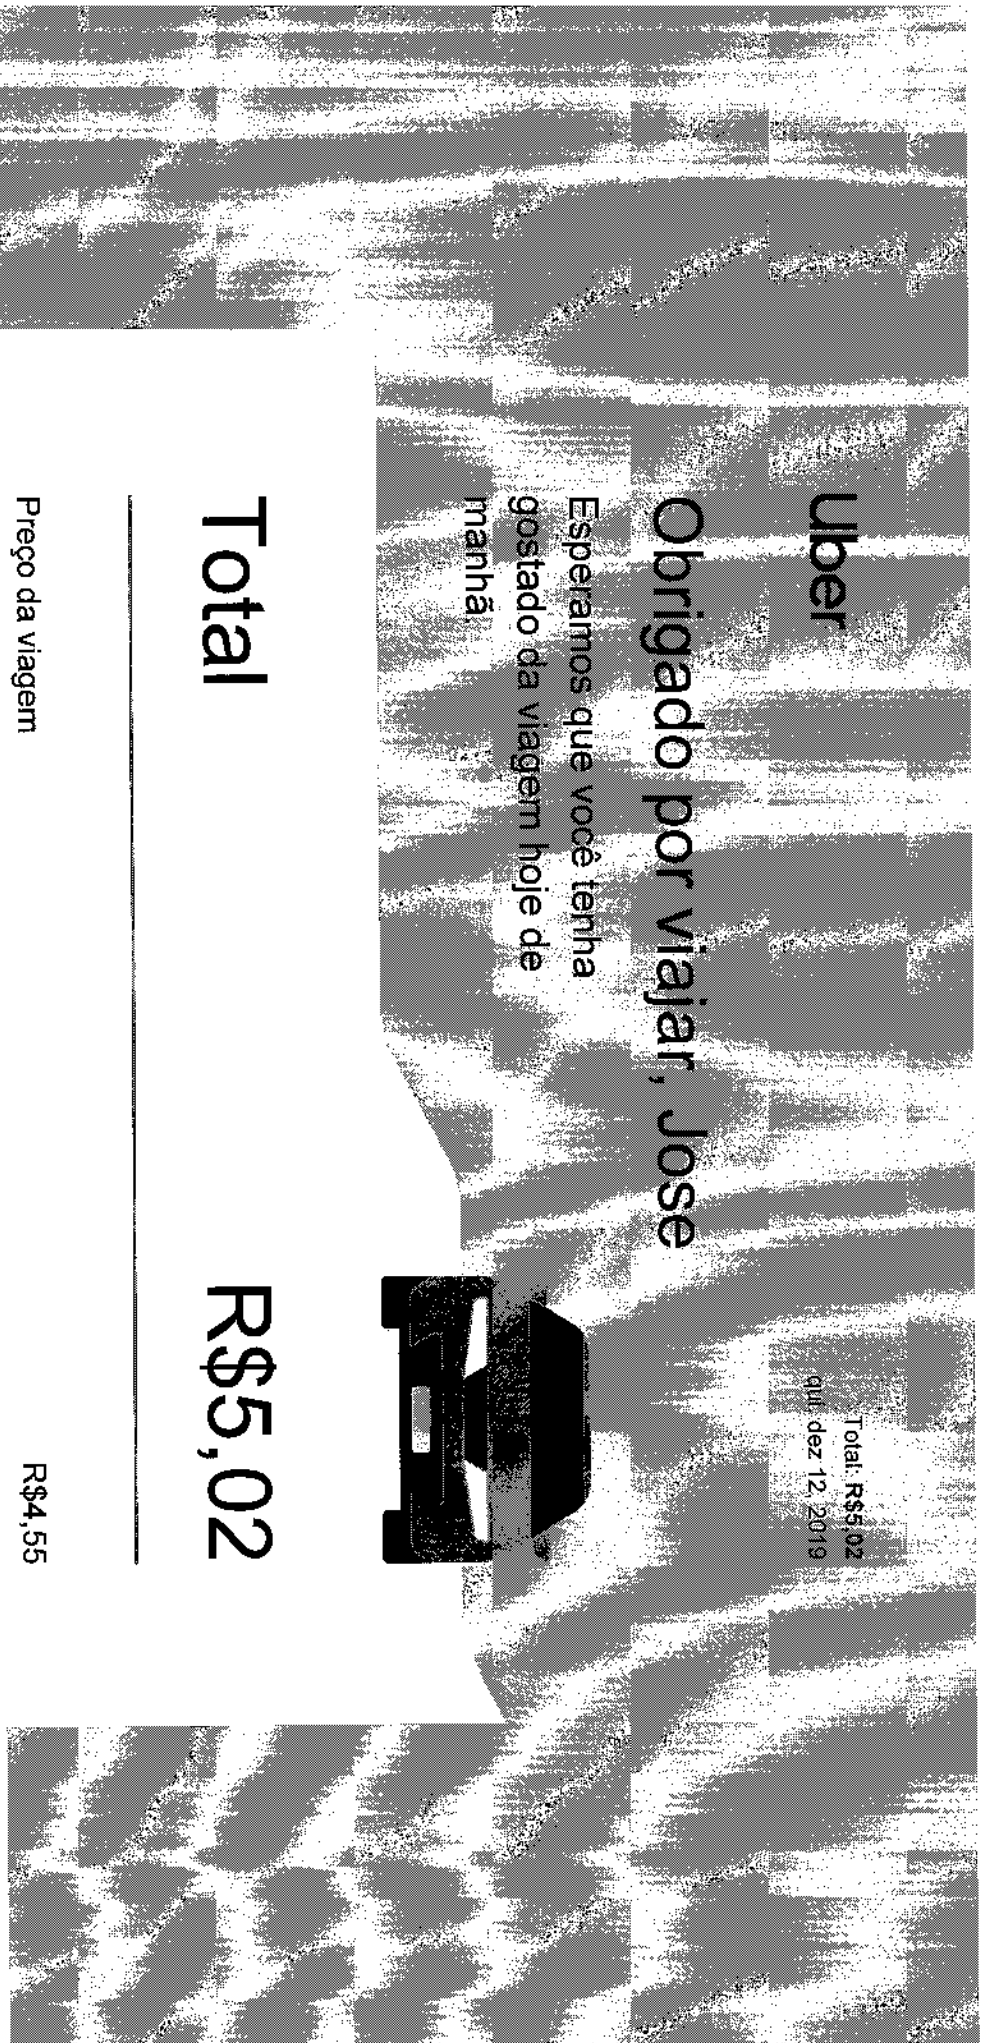 Uber
Total: R$5,02
qui, dez 12, 2019
Obrigado por viajar, Jose
Esperamos que você tenha
gostado da viagem hoje de
manhã.
Total R$5,02
Preço da viagem R$4,55